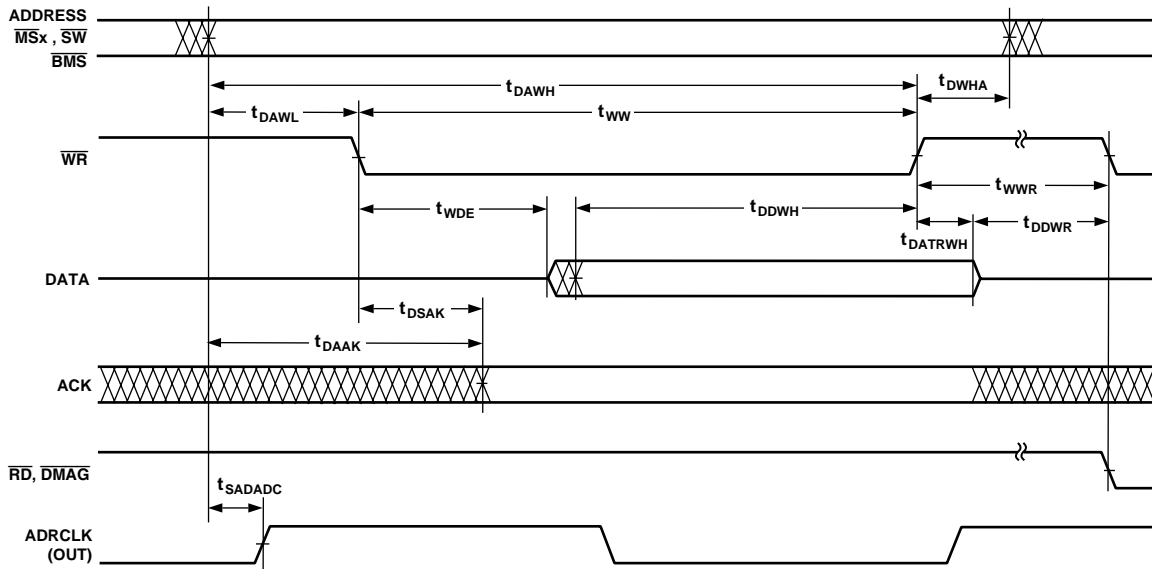 ADDRESS
MSx , SW
BMS
tDAWH
tDWHA
tDAWL
tWW
WR
tWWR
tWDE
tDDWH
tDATRWH
tDDWR
DATA
tDSAK
tDAAK
ACK
RD, DMAG
tSADADC
ADRCLK
(OUT)